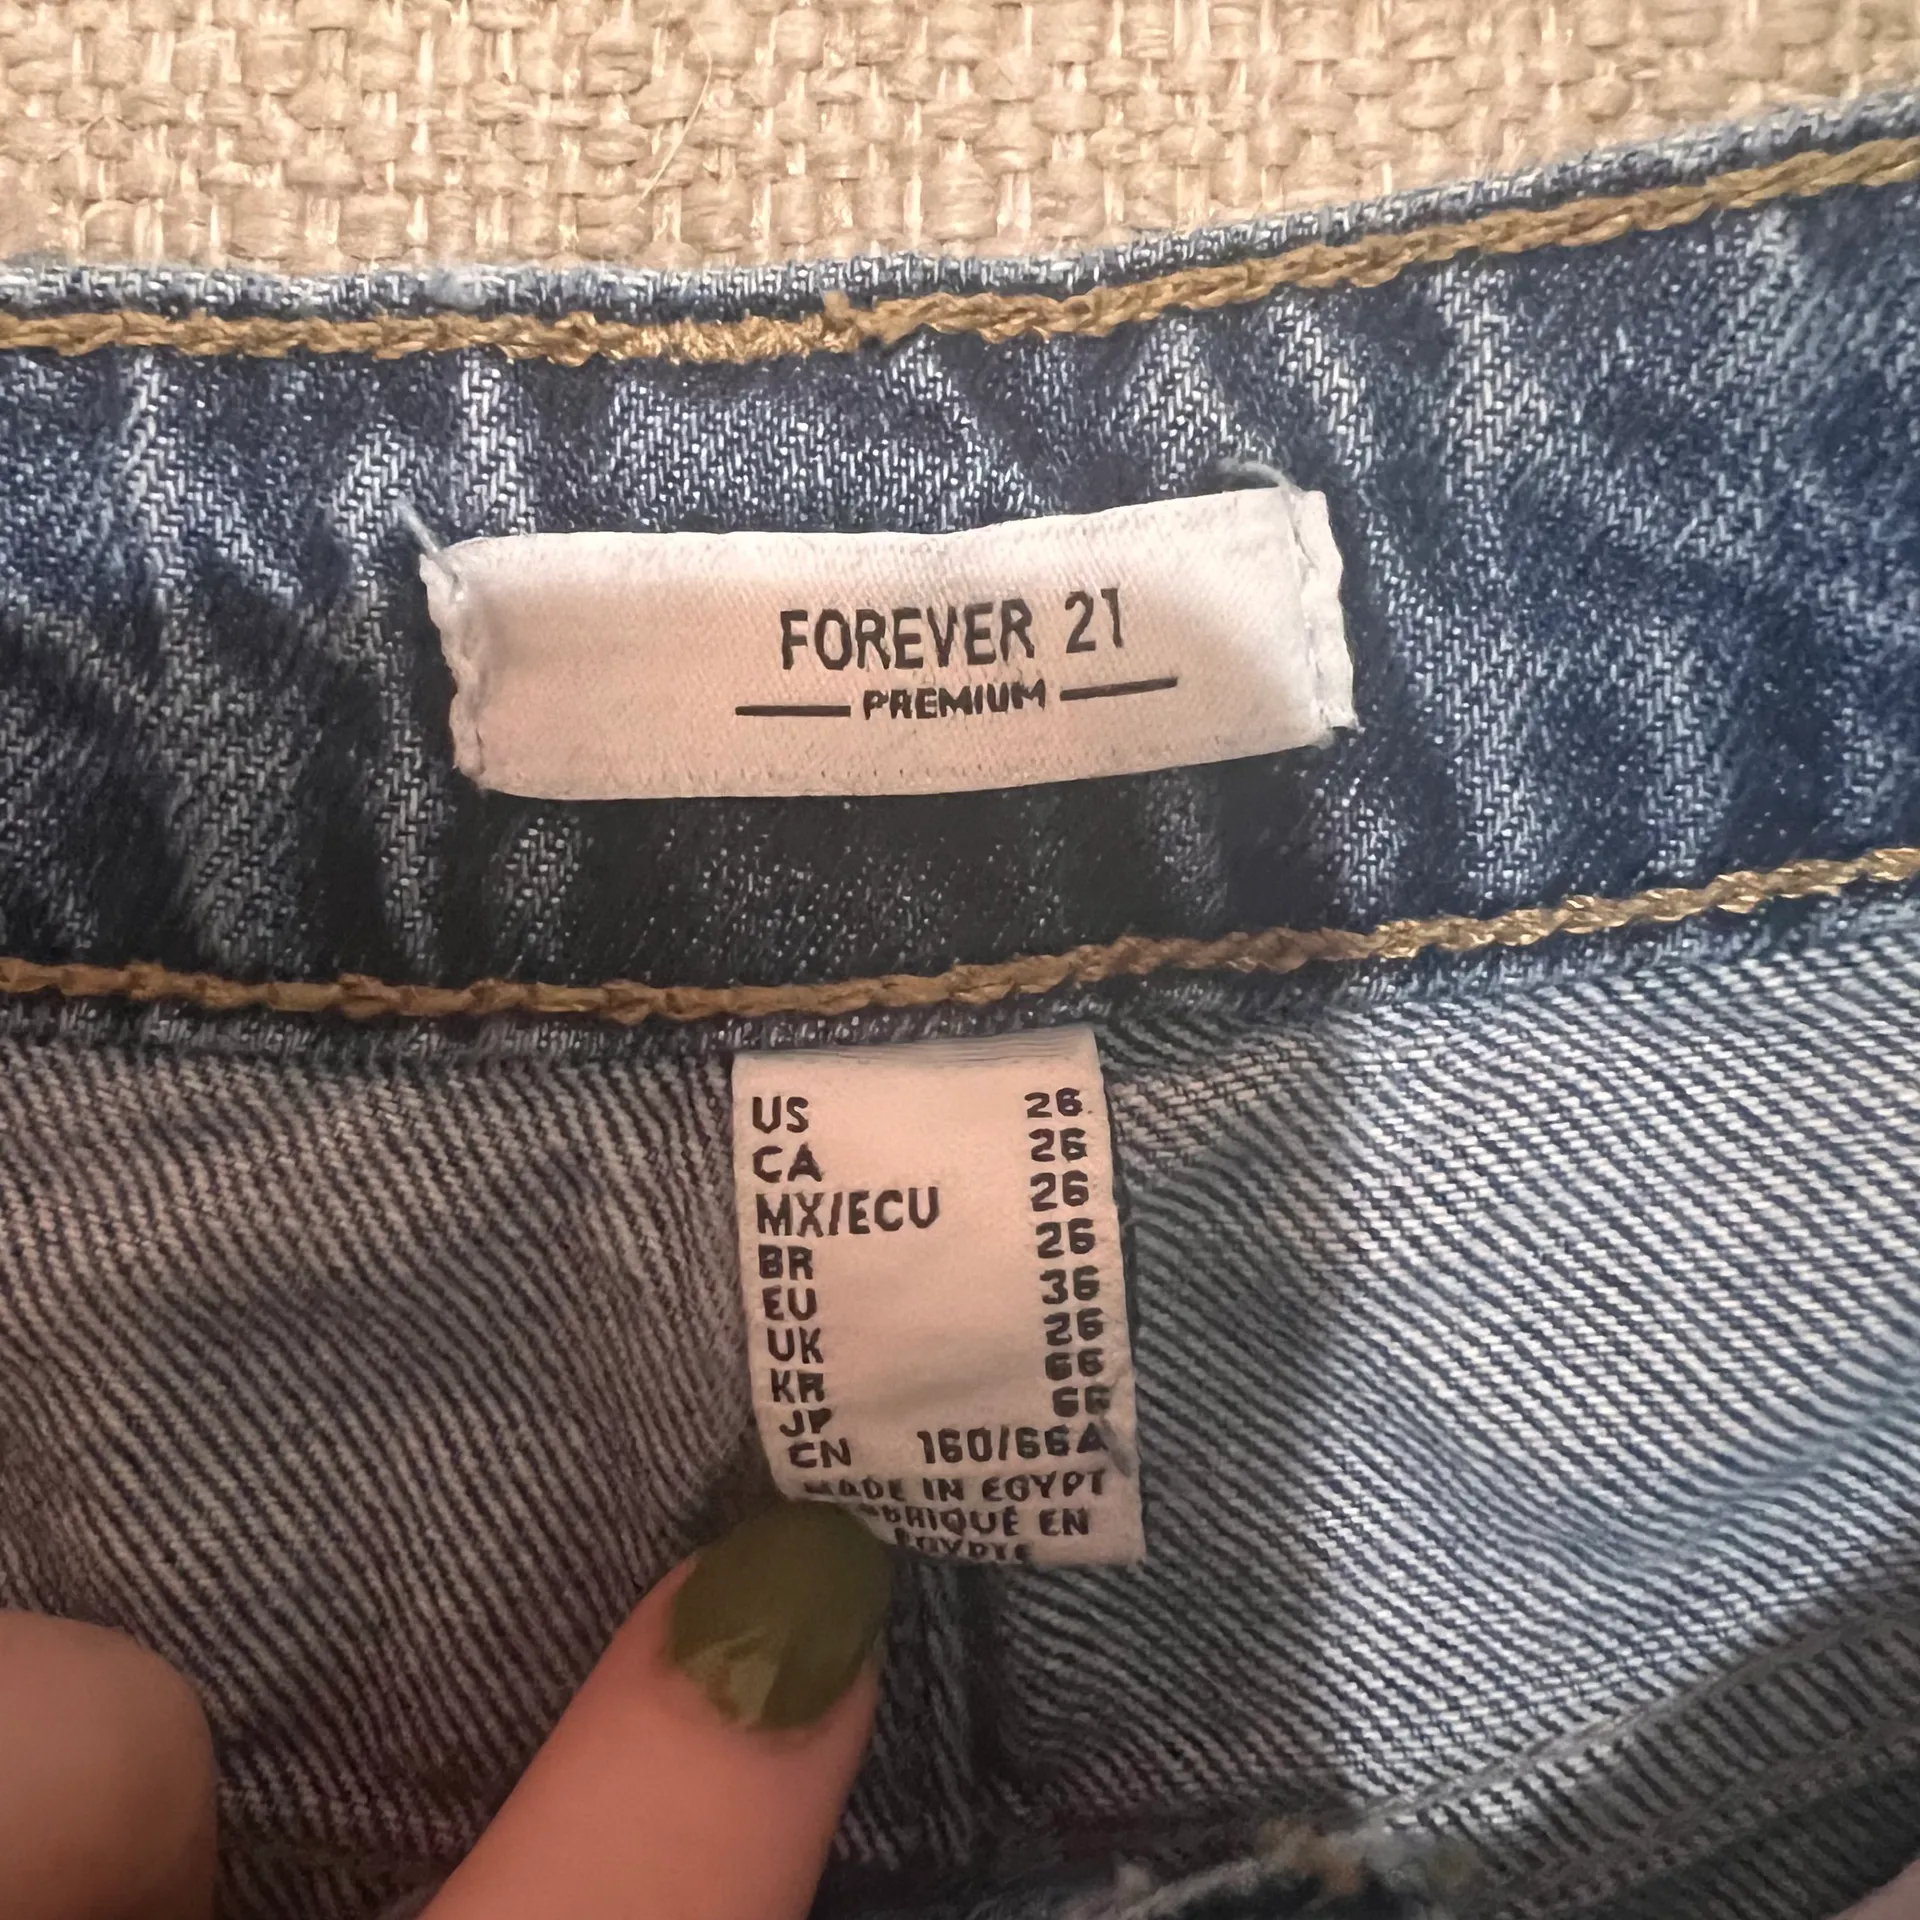 FOREVER 21
PREMIUM
US 26
CA 26
MX/ECU 26
BR 26
EU 36
UK 26
KR 66
JP 66
CN 160/66A
MADE IN EGYPT
FABRIQUÉ EN
EGYPTE